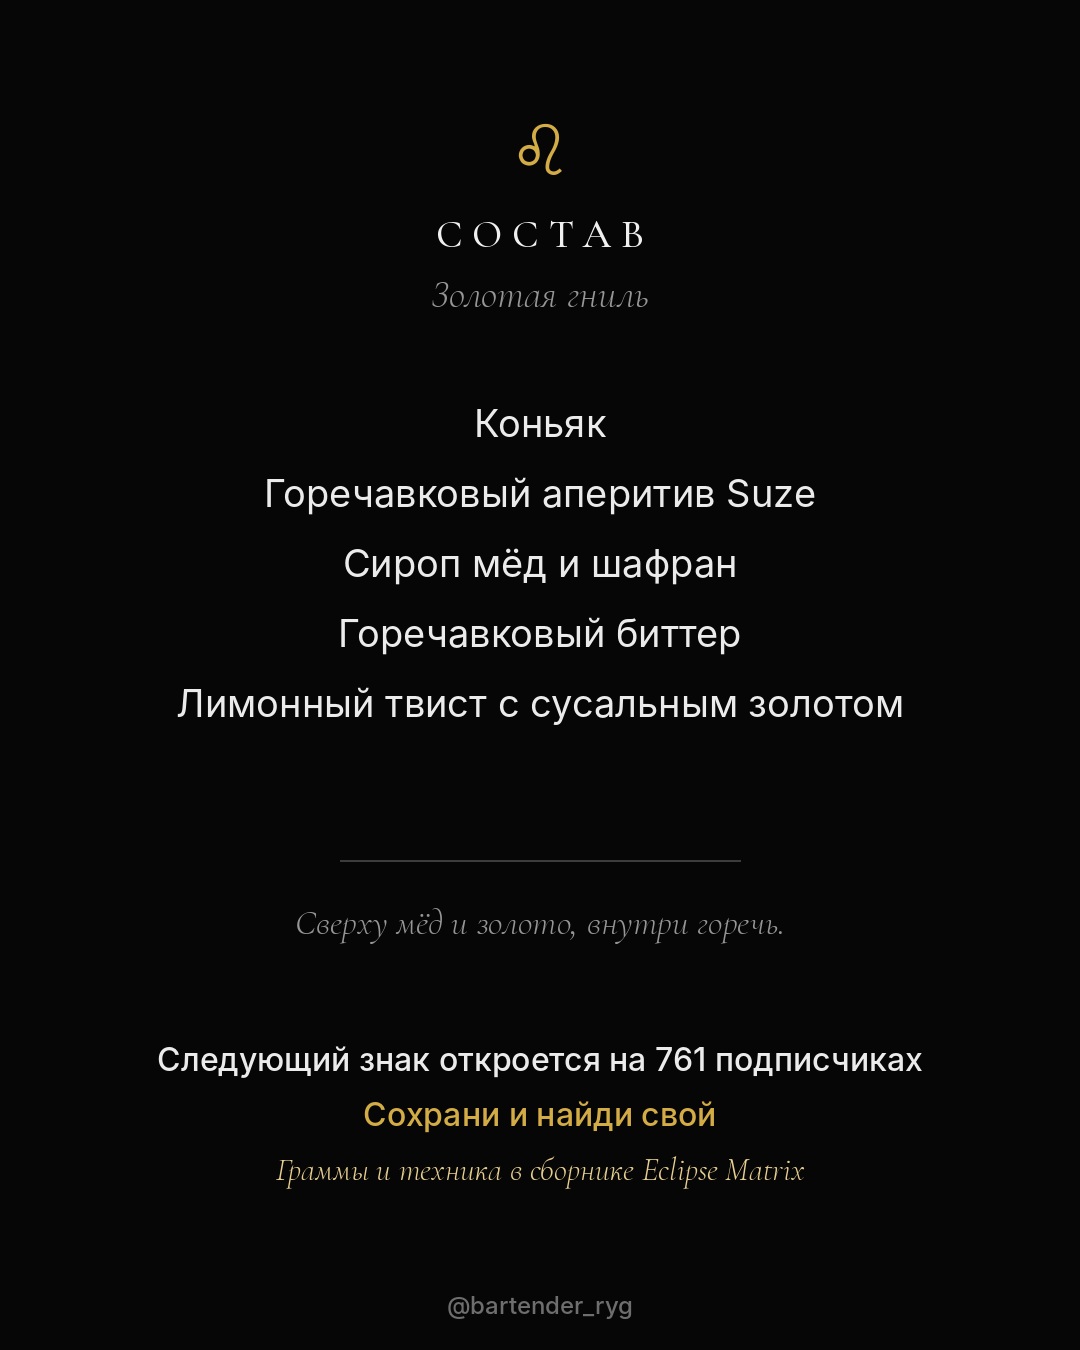 ♌
СОСТАВ
Золотая гниль
Коньяк
Горечавковый аперитив Suze
Сироп мёд и шафран
Горечавковый биттер
Лимонный твист с сусальным золотом
Сверху мёд и золото, внутри горечь.
Следующий знак откроется на 761 подписчиках
Сохрани и найди свой
Граммы и техника в сборнике Eclipse Matrix
@bartender_ryg